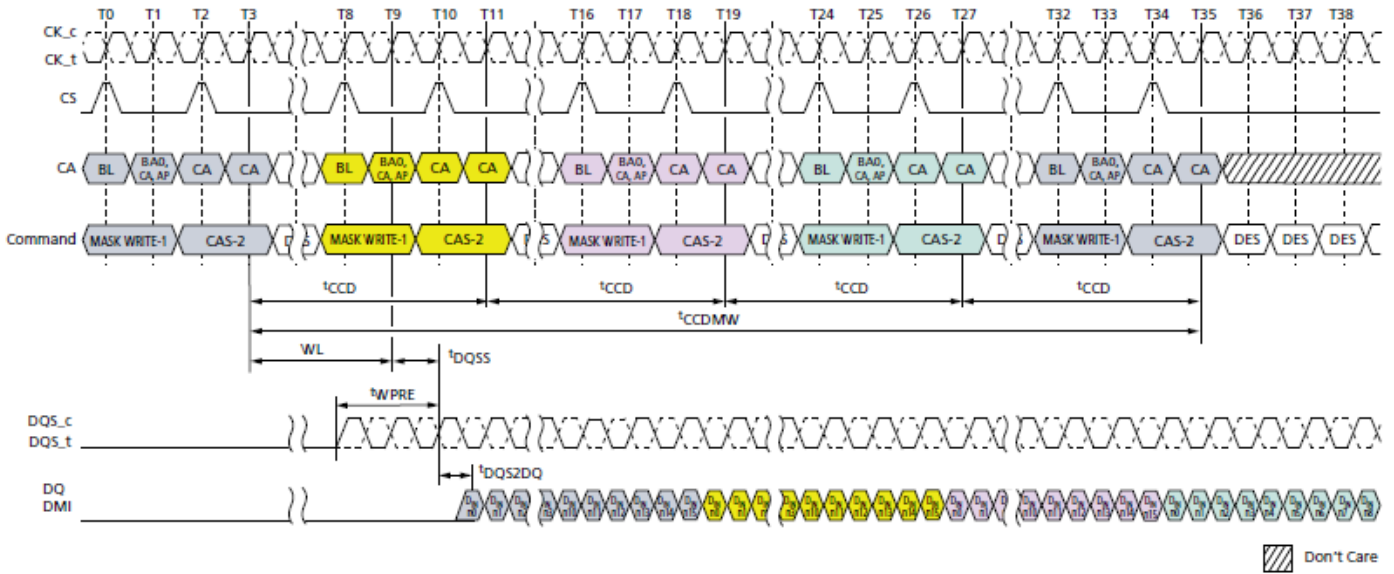 T0 T1 T2 T3 T8 T9 T10 T11 T16 T17 T18 T19 T24 T25 T26 T27 T32 T33 T34 T35 T36 T37 T38
CK_c
CK_t
CS
CA BL BA0, CA, AP CA CA BL BA0, CA, AP CA CA BL BA0, CA, AP CA CA BL BA0, CA, AP CA CA BL BA0, CA, AP CA CA
Command MASK WRITE-1 CAS-2 MASK WRITE-1 CAS-2 MASK WRITE-1 CAS-2 MASK WRITE-1 CAS-2 MASK WRITE-1 CAS-2 DES DES DES
tCCD tCCD tCCD tCCD
tCCDMW
WL tDQSS
tWPRE
DQS_c
DQS_t
tDQS2DQ
DQ
DMI
Don't Care